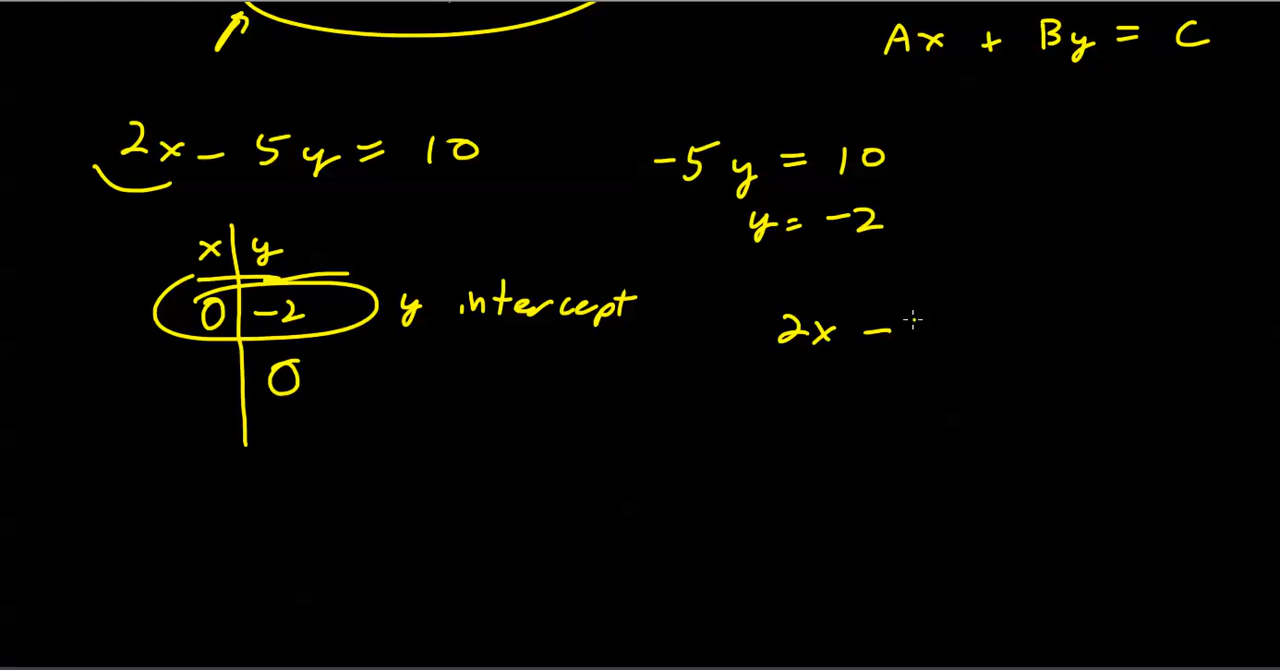 Ax + By = C
2x - 5y = 10
-5y = 10
y = -2
x y
0 -2 y intercept
2x -
0